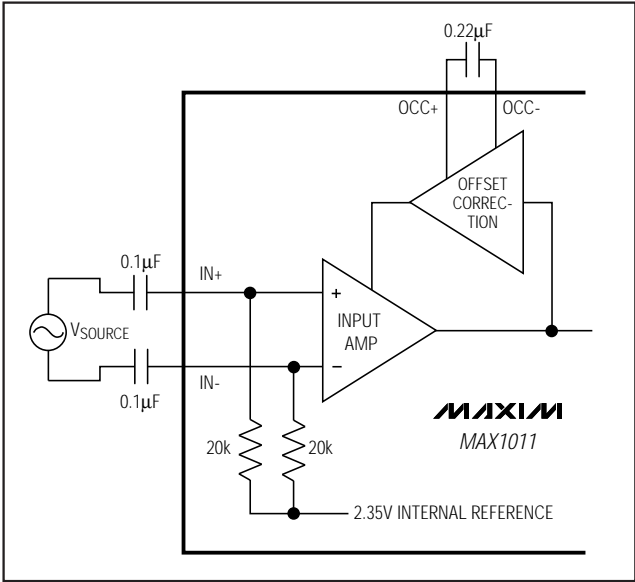 0.22µF
OCC+
OCC-
OFFSET
CORREC-
TION
0.1µF
IN+
+
INPUT
AMP
−
VSOURCE
IN-
0.1µF
MAXIM
MAX1011
20k
20k
2.35V INTERNAL REFERENCE